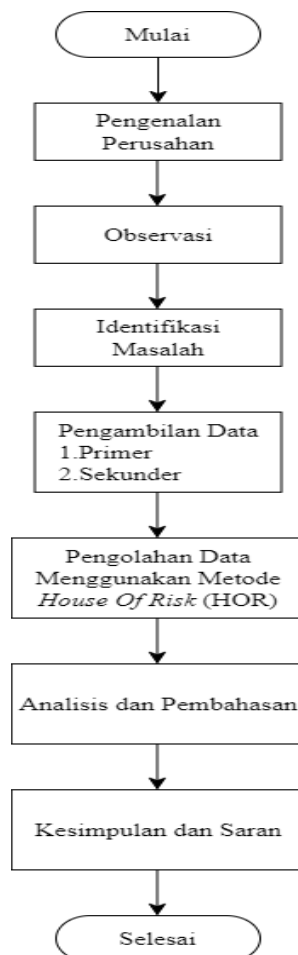 Mulai
Pengenalan
Perusahan
Observasi
Identifikasi
Masalah
Pengambilan Data
1.Primer
2.Sekunder
Pengolahan Data
Menggunakan Metode
House Of Risk (HOR)
Analisis dan Pembahasan
Kesimpulan dan Saran
Selesai